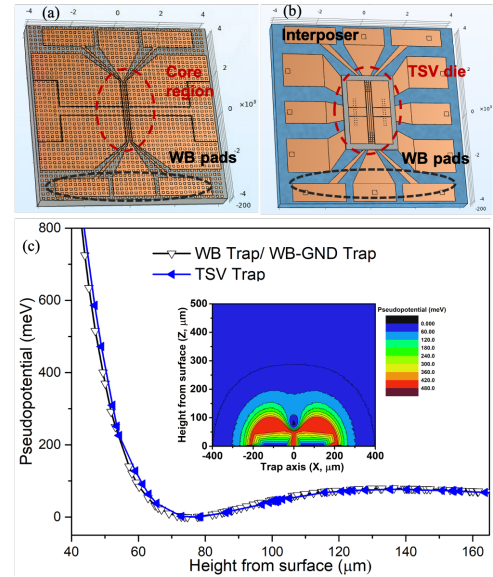 (a)
-4 -2 0 2 4
Core
region
WB pads
4
2
0
×10³
-2
-4
-200
(b)
-4 -2 0 2 4
Interposer
TSV die
WB pads
4
2
0
×10³
-2
-4
-200
(c)
800
600
400
200
0
Pseudopotential (meV)
WB Trap/ WB-GND Trap
TSV Trap
500
400
300
200
100
0
Height from surface (Z, μm)
-400 -200 0 200 400
Trap axis (X, μm)
Pseudopotential (meV)
0.000
60.00
120.0
180.0
240.0
300.0
360.0
420.0
480.0
40 60 80 100 120 140 160
Height from surface (μm)